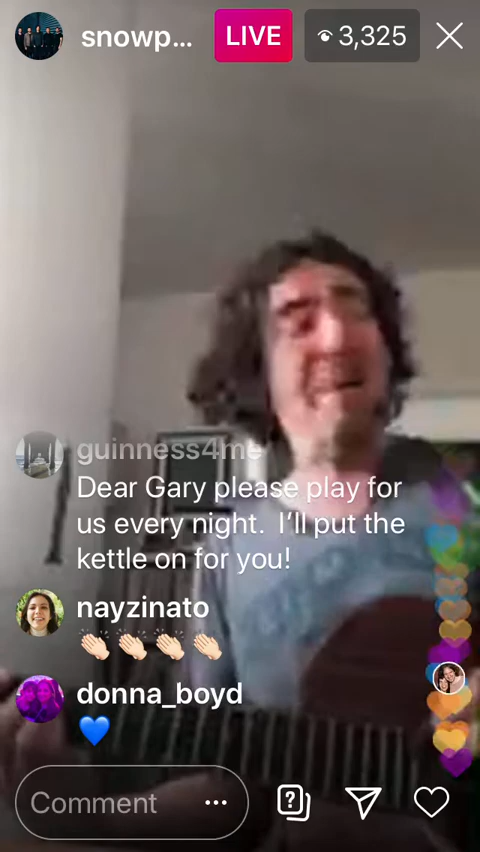 snowp...
LIVE
3,325
guinness4me
Dear Gary please play for
us every night. I’ll put the
kettle on for you!
nayzinato
👏🏻👏🏻👏🏻👏🏻
donna_boyd
💙
Comment ...